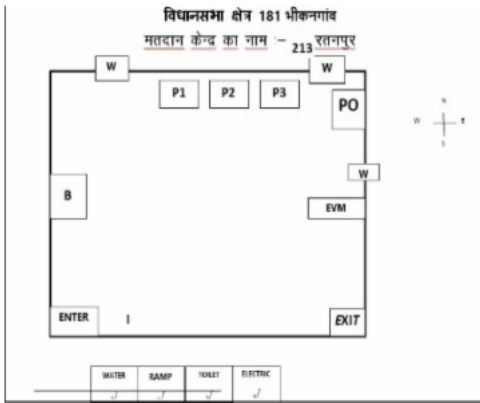 विधानसभा क्षेत्र 181 भीकनगांव
मतदान केन्द्र का नाम :– 213 रतनपुर
W W
P1 P2 P3 PO
N
W E
S
W
B
EVM
ENTER I EXIT
WATER RAMP TOILET ELECTRIC
√ √ √ √